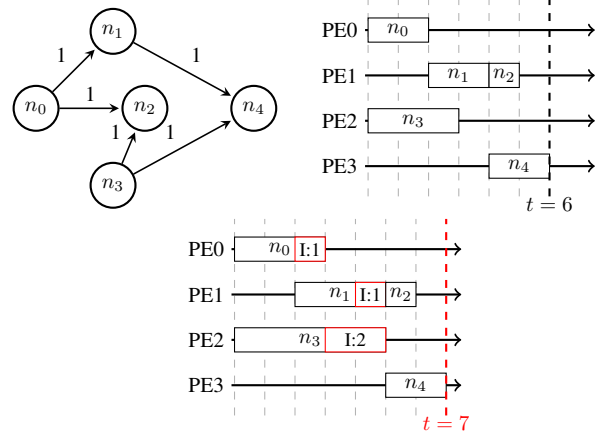 n₁
1
1
n₀
1
n₂
n₄
1
1
n₃
PE0
n₀
PE1
n₁ n₂
PE2
n₃
PE3
n₄
t = 6
PE0
n₀ I:1
PE1
n₁ I:1 n₂
PE2
n₃ I:2
PE3
n₄
t = 7